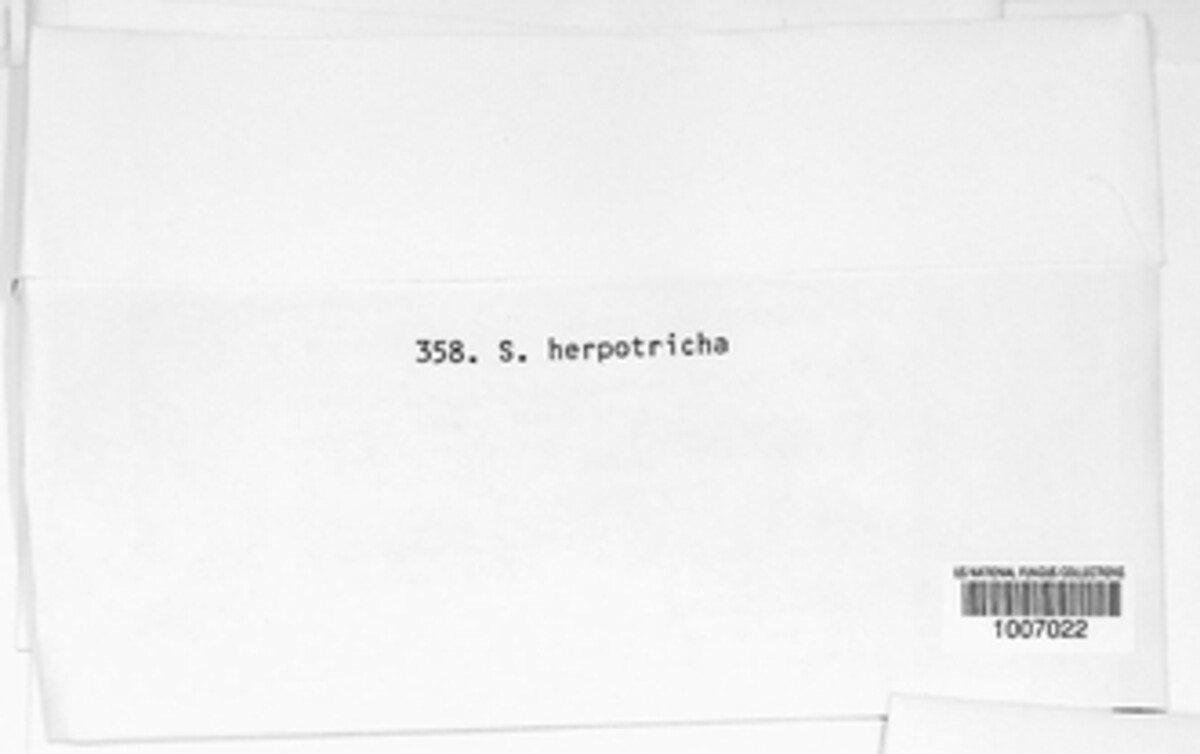 358. S. herpotricha
US NATIONAL FUNGUS COLLECTIONS
1007022